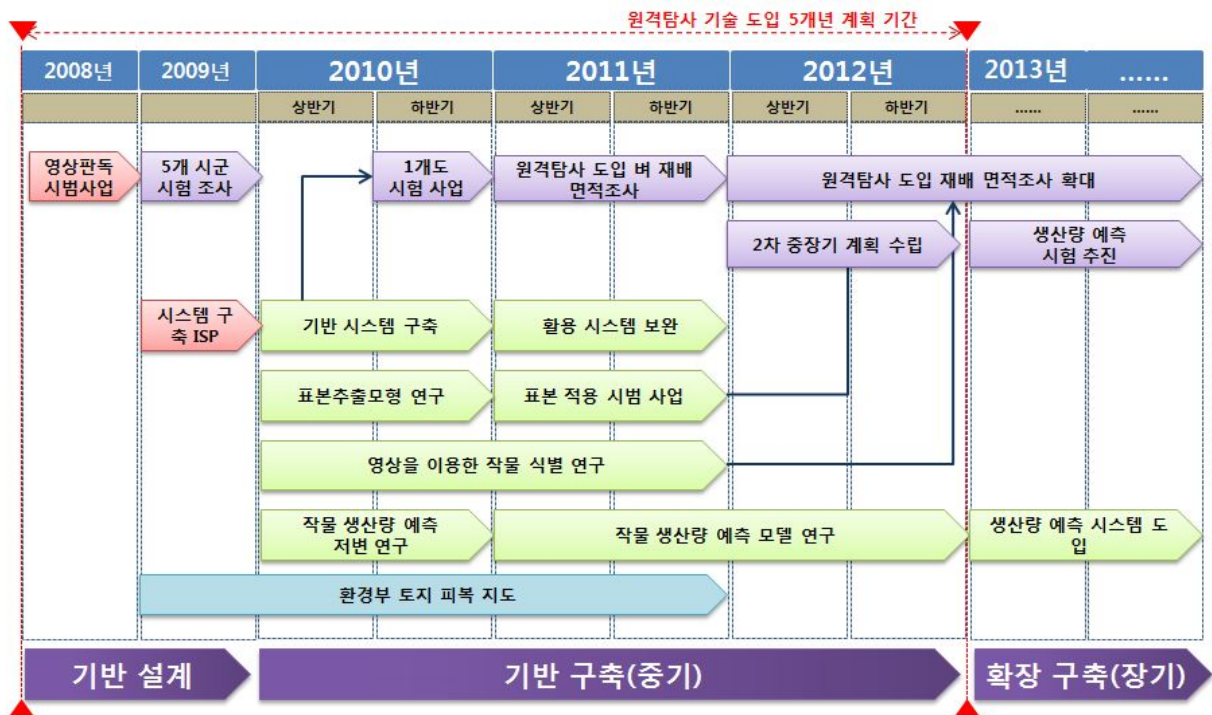 원격탐사 기술 도입 5개년 계획 기간
2008년 2009년 2010년 2011년 2012년 2013년 ......
상반기 하반기 상반기 하반기 상반기 하반기 ...... ......
영상판독
시범사업
5개 시군
시험 조사
1개도
시험 사업
원격탐사 도입 벼 재배
면적조사
원격탐사 도입 재배 면적조사 확대
2차 중장기 계획 수립
생산량 예측
시험 추진
시스템 구
축 ISP
기반 시스템 구축
활용 시스템 보완
표본추출모형 연구
표본 적용 시범 사업
영상을 이용한 작물 식별 연구
작물 생산량 예측
저변 연구
작물 생산량 예측 모델 연구
생산량 예측 시스템 도
입
환경부 토지 피복 지도
기반 설계
기반 구축(중기)
확장 구축(장기)